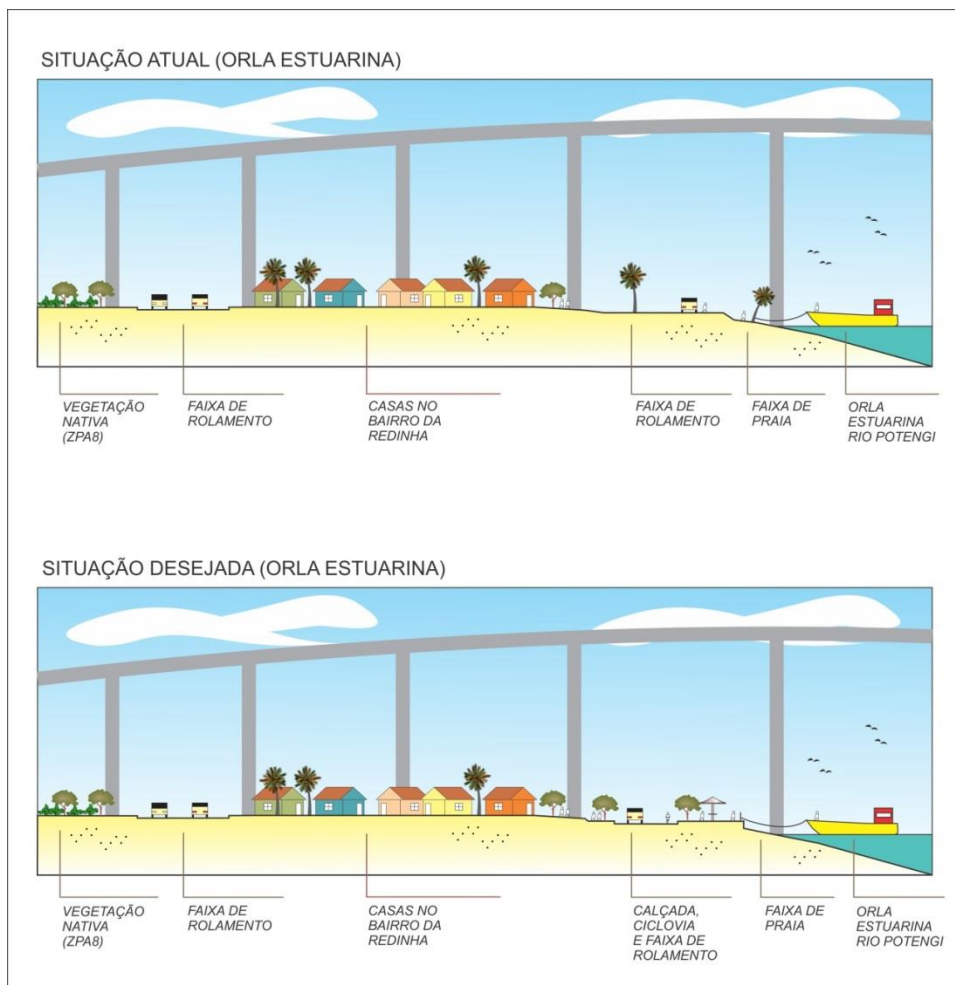 SITUAÇÃO ATUAL (ORLA ESTUARINA)
VEGETAÇÃO
NATIVA
(ZPA8)
FAIXA DE
ROLAMENTO
CASAS NO
BAIRRO DA
REDINHA
FAIXA DE
ROLAMENTO
FAIXA DE
PRAIA
ORLA
ESTUARINA
RIO POTENGI
SITUAÇÃO DESEJADA (ORLA ESTUARINA)
VEGETAÇÃO
NATIVA
(ZPA8)
FAIXA DE
ROLAMENTO
CASAS NO
BAIRRO DA
REDINHA
CALÇADA,
CICLOVIA
E FAIXA DE
ROLAMENTO
FAIXA DE
PRAIA
ORLA
ESTUARINA
RIO POTENGI